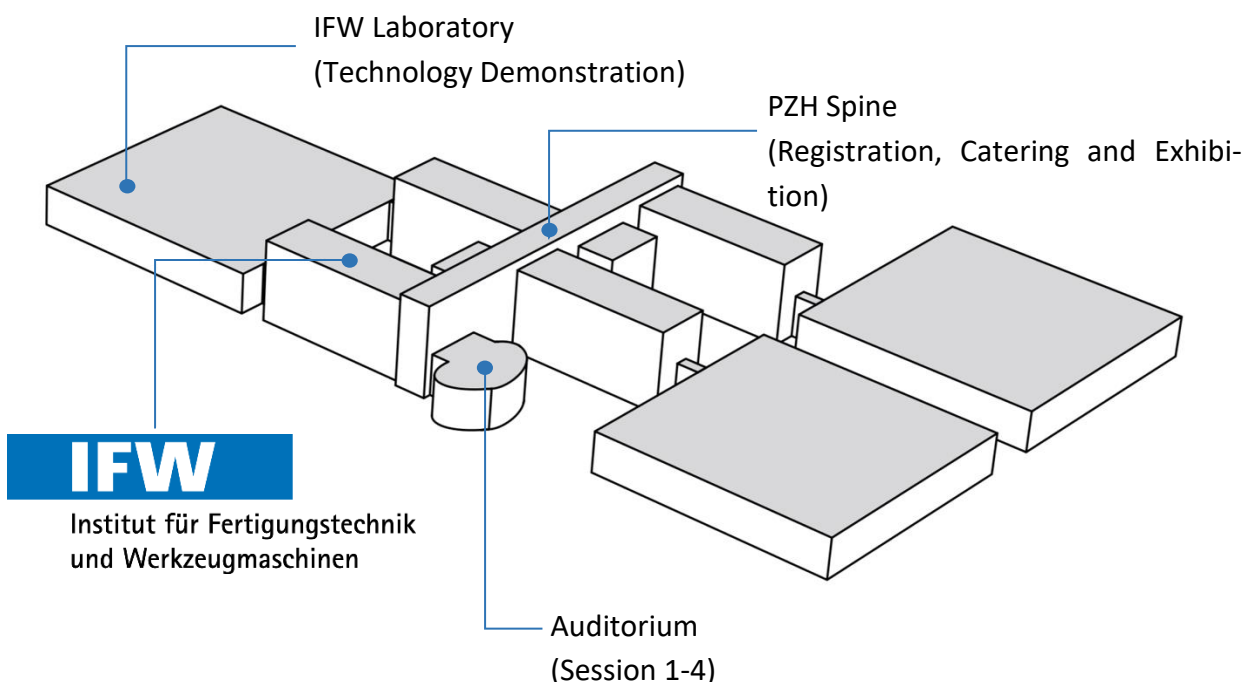 IFW Laboratory
(Technology Demonstration)
PZH Spine
(Registration, Catering and Exhibi-
tion)
IFW
Institut für Fertigungstechnik
und Werkzeugmaschinen
Auditorium
(Session 1-4)